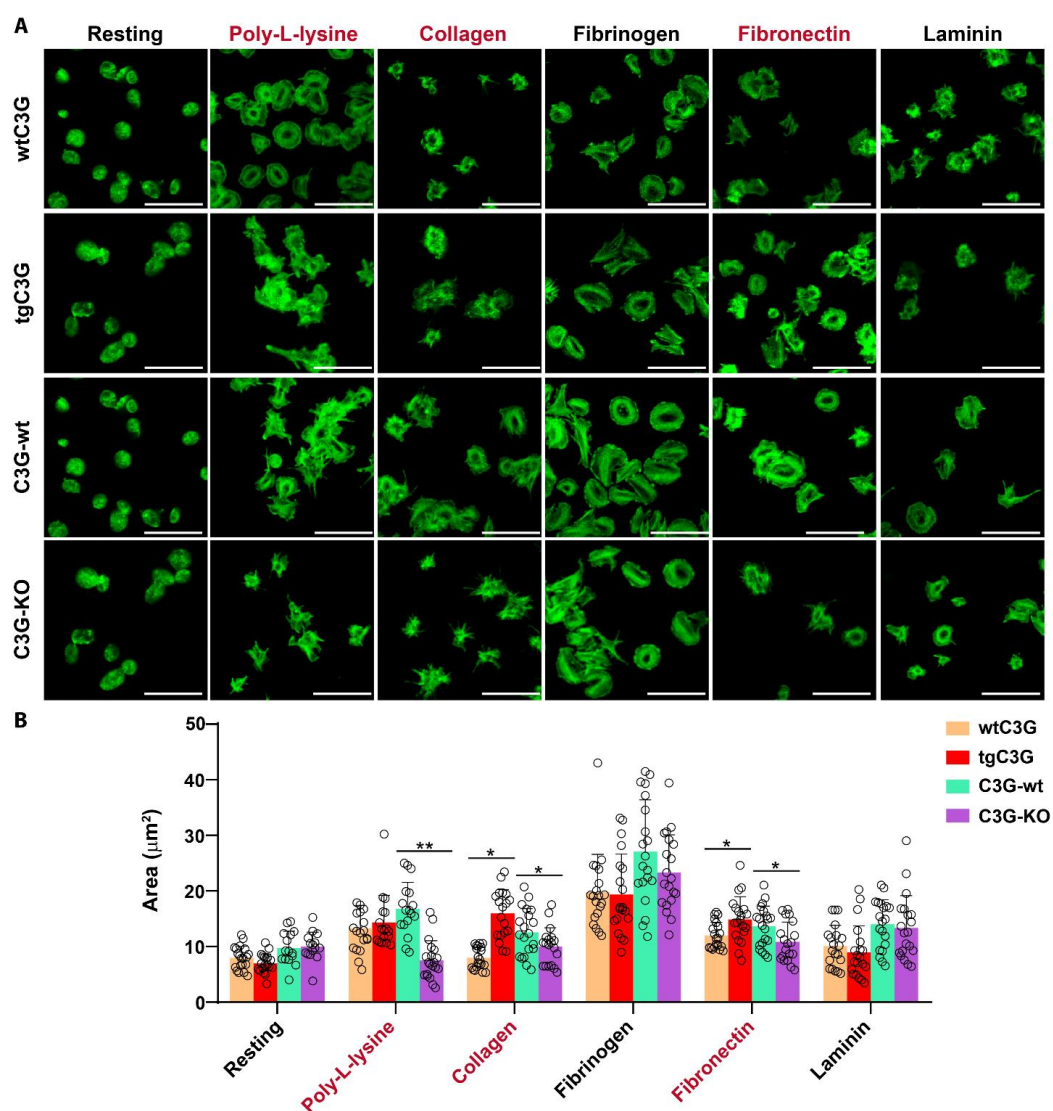 A
Resting Poly-L-lysine Collagen Fibrinogen Fibronectin Laminin
wtC3G
tgC3G
C3G-wt
C3G-KO
B
50
40
30
20
10
0
Area (μm²)
** * * * *
wtC3G
tgC3G
C3G-wt
C3G-KO
Resting Poly-L-lysine Collagen Fibrinogen Fibronectin Laminin